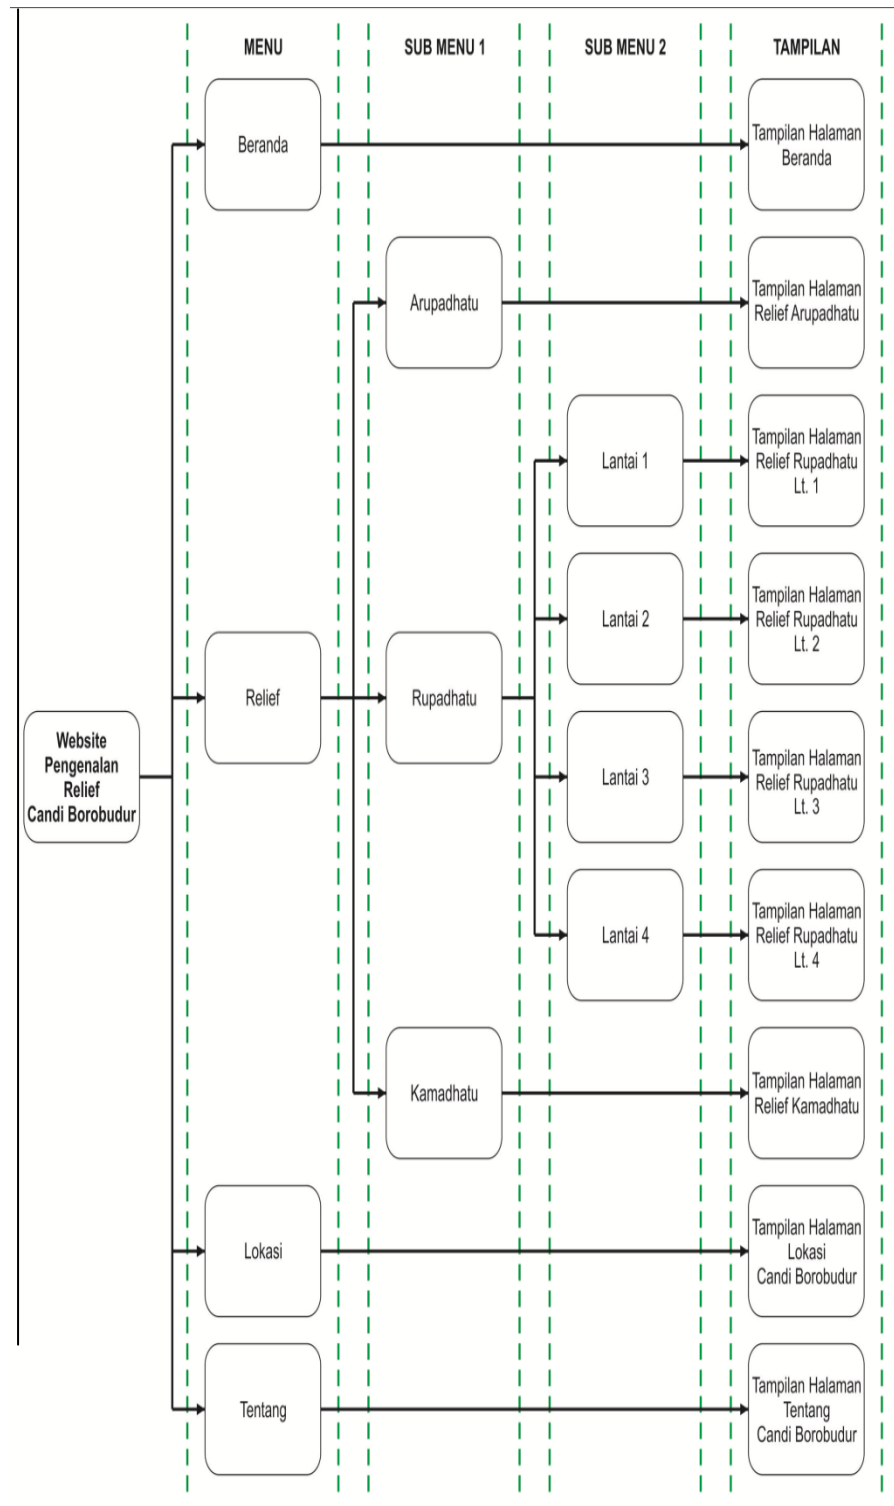 MENU
SUB MENU 1
SUB MENU 2
TAMPILAN
Beranda
Tampilan Halaman
Beranda
Arupadhatu
Tampilan Halaman
Relief Arupadhatu
Lantai 1
Tampilan Halaman
Relief Rupadhatu
Lt. 1
Lantai 2
Tampilan Halaman
Relief Rupadhatu
Lt. 2
Website
Pengenalan
Relief
Candi Borobudur
Relief
Rupadhatu
Lantai 3
Tampilan Halaman
Relief Rupadhatu
Lt. 3
Lantai 4
Tampilan Halaman
Relief Rupadhatu
Lt. 4
Kamadhatu
Tampilan Halaman
Relief Kamadhatu
Lokasi
Tampilan Halaman
Lokasi
Candi Borobudur
Tentang
Tampilan Halaman
Tentang
Candi Borobudur